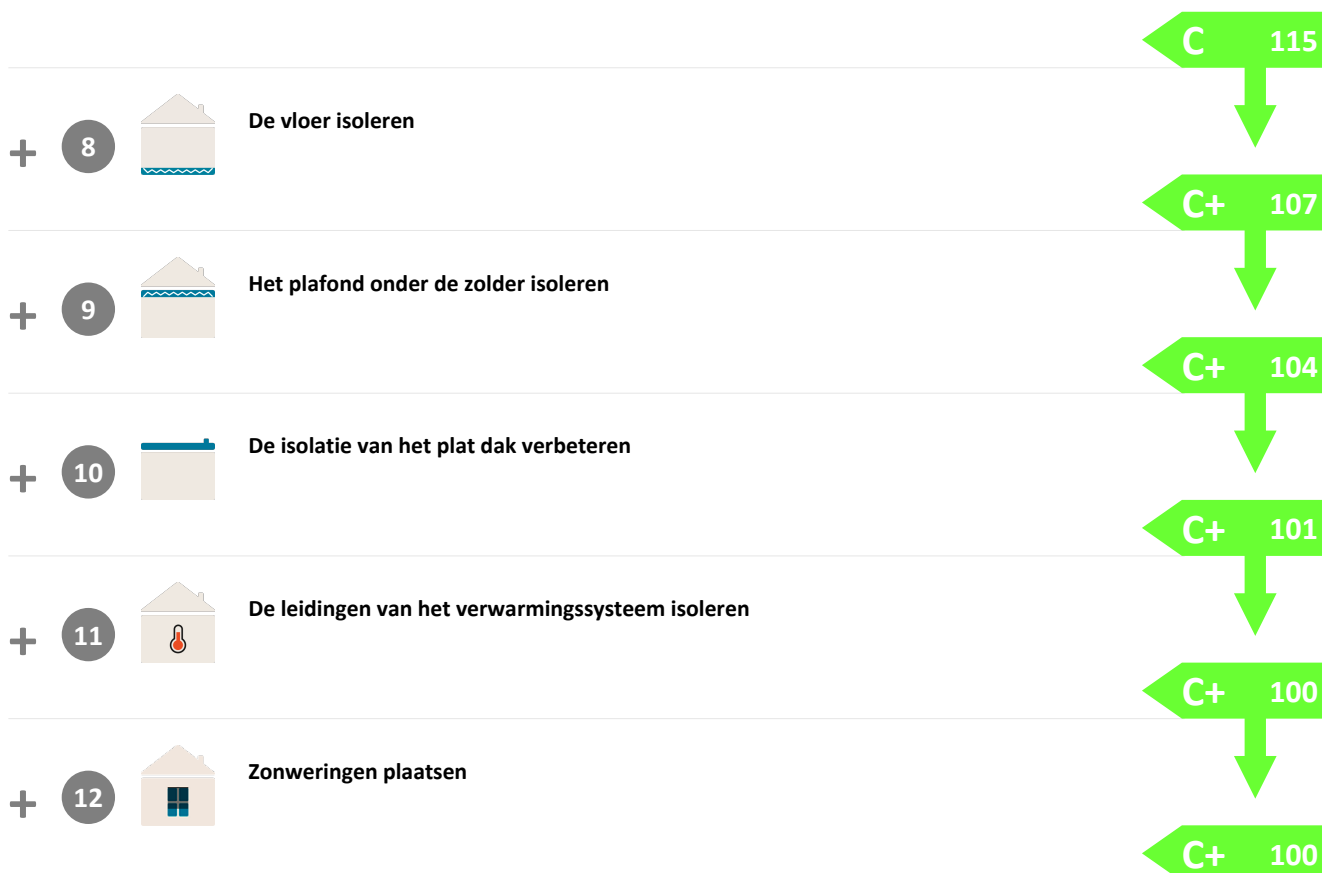 C 115
+ 8 De vloer isoleren
C+ 107
+ 9 Het plafond onder de zolder isoleren
C+ 104
+ 10 De isolatie van het plat dak verbeteren
C+ 101
+ 11 De leidingen van het verwarmingssysteem isoleren
C+ 100
+ 12 Zonweringen plaatsen
C+ 100